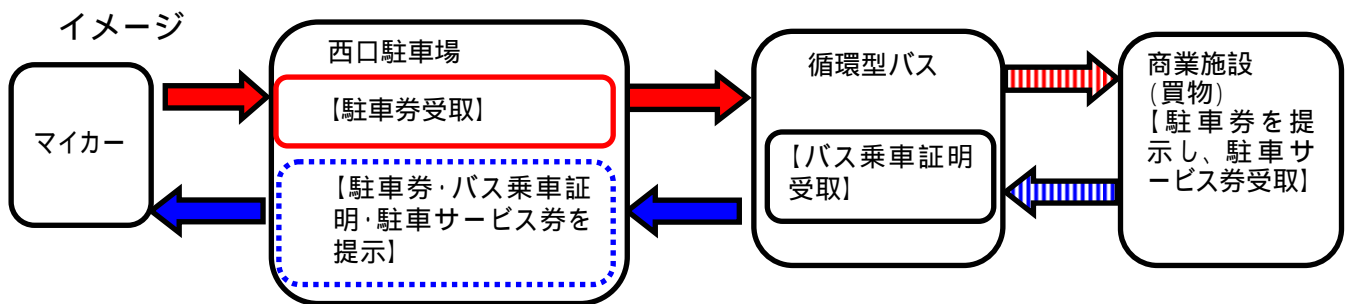 イメージ
マイカー
西口駐車場
【駐車券受取】
【駐車券・バス乗車証
明・駐車サービス券を
提示】
循環型バス
【バス乗車証明
受取】
商業施設
(買物)
【駐車券を提
示し、駐車サ
ービス券受取】